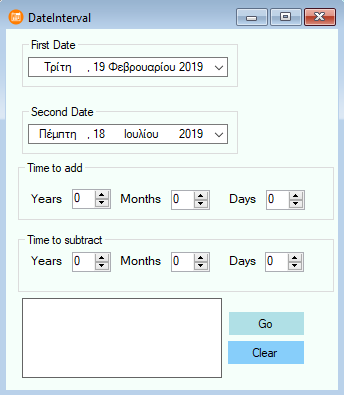 DateInterval
First Date
Τρίτη , 19 Φεβρουαρίου 2019
Second Date
Πέμπτη , 18 Ιουλίου 2019
Time to add
Years 0 Months 0 Days 0
Time to subtract
Years 0 Months 0 Days 0
Go
Clear